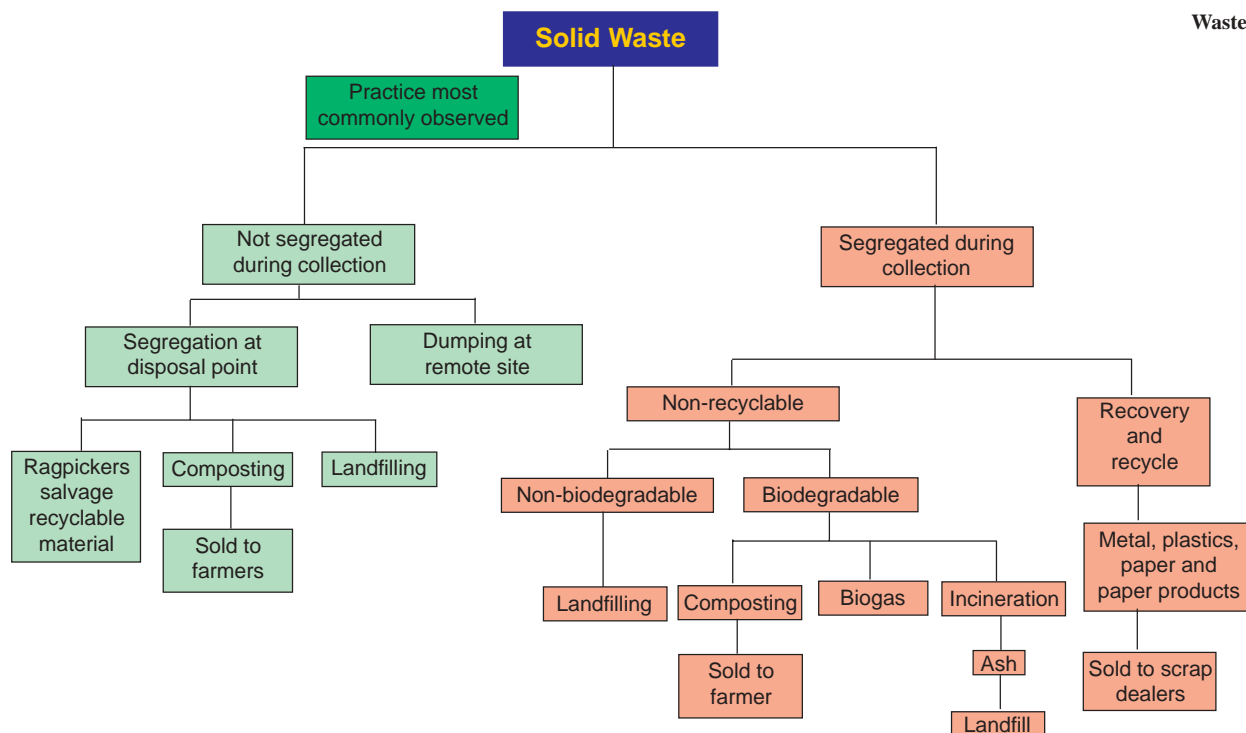 Waste
Solid Waste
Practice most
commonly observed
Not segregated
during collection
Segregated during
collection
Segregation at
disposal point
Dumping at
remote site
Non-recyclable
Recovery
and
recycle
Ragpickers
salvage
recyclable
material
Composting
Landfilling
Non-biodegradable
Biodegradable
Sold to
farmers
Metal, plastics,
paper and
paper products
Landfilling
Composting
Biogas
Incineration
Sold to
farmer
Ash
Sold to scrap
dealers
Landfill